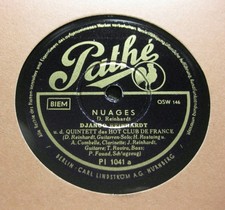 Pathé
BIEM
OSW 146
NUAGES
D. Reinhardt
DJANGO REINHARDT
u. d. QUINTETT des HOT CLUB DE FRANCE
(D. Reinhardt, Guitarren-Solo; H. Rostaing u.
A. Combelle, Clarinette; J. Reinhardt,
Guitarre; T. Rovira, Bass;
P. Fouad, Schlagzeug)
PI 1041 a
BERLIN · CARL LINDSTRÖM A.G. NÜRNBERG